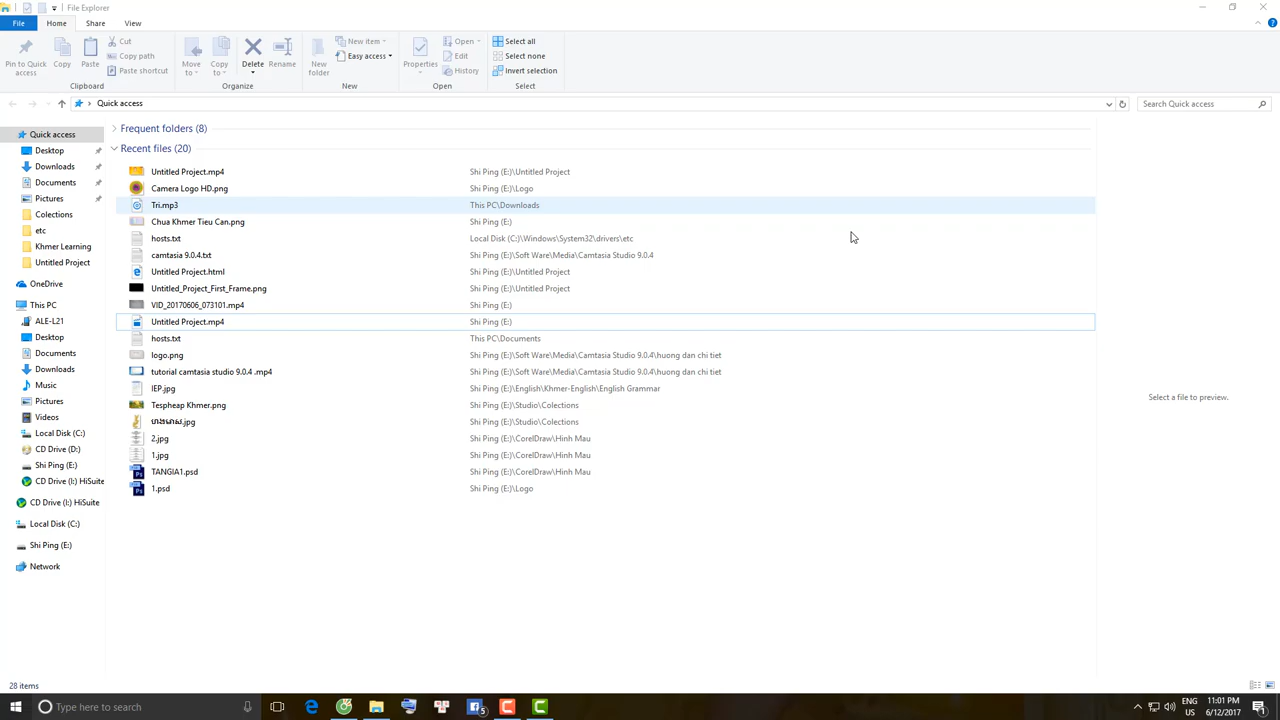 File Explorer
File Home Share View
Pin to Quick access
Copy
Paste
Cut
Copy path
Paste shortcut
Clipboard
Move to
Copy to
Delete
Rename
Organize
New folder
New item
Easy access
New
Properties
Open
Edit
History
Open
Select all
Select none
Invert selection
Select
Quick access
Search Quick access
Quick access
Desktop
Downloads
Documents
Pictures
Colections
etc
Khmer Learning
Untitled Project
OneDrive
This PC
ALE-L21
Desktop
Documents
Downloads
Music
Pictures
Videos
Local Disk (C:)
CD Drive (D:)
Shi Ping (E:)
CD Drive (I:) HiSuite
CD Drive (I:) HiSuite
Local Disk (C:)
Shi Ping (E:)
Network
Frequent folders (8)
Recent files (20)
Untitled Project.mp4 Shi Ping (E:)\Untitled Project
Camera Logo HD.png Shi Ping (E:)\Logo
Tri.mp3 This PC\Downloads
Chua Khmer Tieu Can.png Shi Ping (E:)
hosts.txt Local Disk (C:)\Windows\System32\drivers\etc
camtasia 9.0.4.txt Shi Ping (E:)\Soft Ware\Media\Camtasia Studio 9.0.4
Untitled Project.html Shi Ping (E:)\Untitled Project
Untitled_Project_First_Frame.png Shi Ping (E:)\Untitled Project
VID_20170606_073101.mp4 Shi Ping (E:)
Untitled Project.mp4 Shi Ping (E:)
hosts.txt This PC\Documents
logo.png Shi Ping (E:)\Soft Ware\Media\Camtasia Studio 9.0.4\huong dan chi tiet
tutorial camtasia studio 9.0.4 .mp4 Shi Ping (E:)\Soft Ware\Media\Camtasia Studio 9.0.4\huong dan chi tiet
IEP.jpg Shi Ping (E:)\English\Khmer-English\English Grammar
Tespheap Khmer.png Shi Ping (E:)\Studio\Colections
.jpg Shi Ping (E:)\Studio\Colections
2.jpg Shi Ping (E:)\CorelDraw\Hinh Mau
1.jpg Shi Ping (E:)\CorelDraw\Hinh Mau
TANGIA1.psd Shi Ping (E:)\CorelDraw\Hinh Mau
1.psd Shi Ping (E:)\Logo
Select a file to preview.
28 items
Type here to search
5
ENG
US
11:01 PM
6/12/2017
1